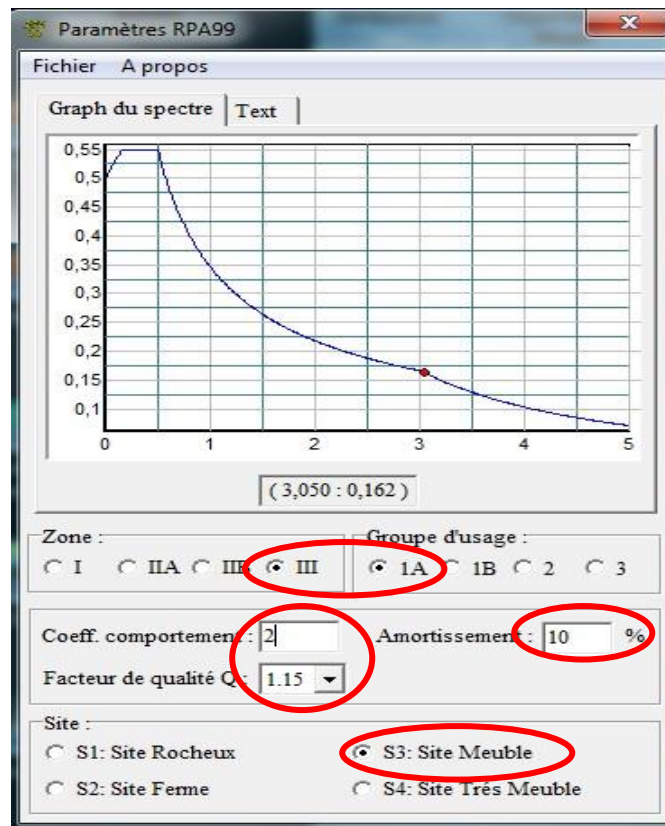 Paramètres RPA99
Fichier A propos
Graph du spectre Text
0,55
0,5
0,45
0,4
0,35
0,3
0,25
0,2
0,15
0,1
0 1 2 3 4 5
( 3,050 : 0,162 )
Zone : Groupe d'usage :
I IIA IIB III 1A 1B 2 3
Coeff. comportement : 2 Amortissement : 10 %
Facteur de qualité Q : 1.15
Site :
S1: Site Rocheux S3: Site Meuble
S2: Site Ferme S4: Site Trés Meuble